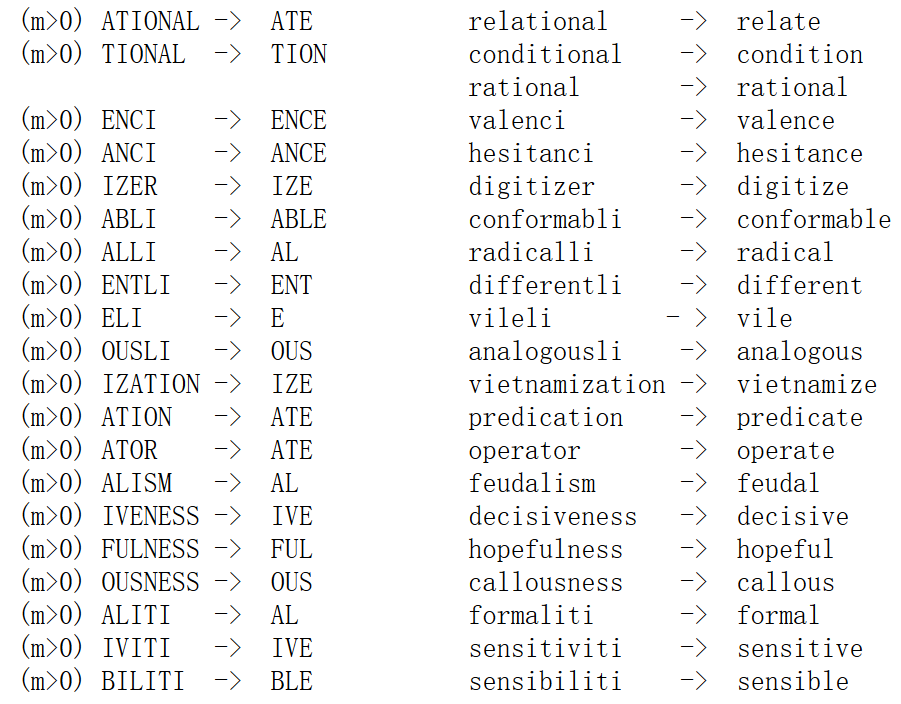 (m>0) ATIONAL -> ATE relational -> relate
(m>0) TIONAL -> TION conditional -> condition
rational -> rational
(m>0) ENCI -> ENCE valenci -> valence
(m>0) ANCI -> ANCE hesitanci -> hesitance
(m>0) IZER -> IZE digitizer -> digitize
(m>0) ABLI -> ABLE conformabli -> conformable
(m>0) ALLI -> AL radicalli -> radical
(m>0) ENTLI -> ENT differentli -> different
(m>0) ELI -> E vileli - > vile
(m>0) OUSLI -> OUS analogousli -> analogous
(m>0) IZATION -> IZE vietnamization -> vietnamize
(m>0) ATION -> ATE predication -> predicate
(m>0) ATOR -> ATE operator -> operate
(m>0) ALISM -> AL feudalism -> feudal
(m>0) IVENESS -> IVE decisiveness -> decisive
(m>0) FULNESS -> FUL hopefulness -> hopeful
(m>0) OUSNESS -> OUS callousness -> callous
(m>0) ALITI -> AL formaliti -> formal
(m>0) IVITI -> IVE sensitiviti -> sensitive
(m>0) BILITI -> BLE sensibiliti -> sensible